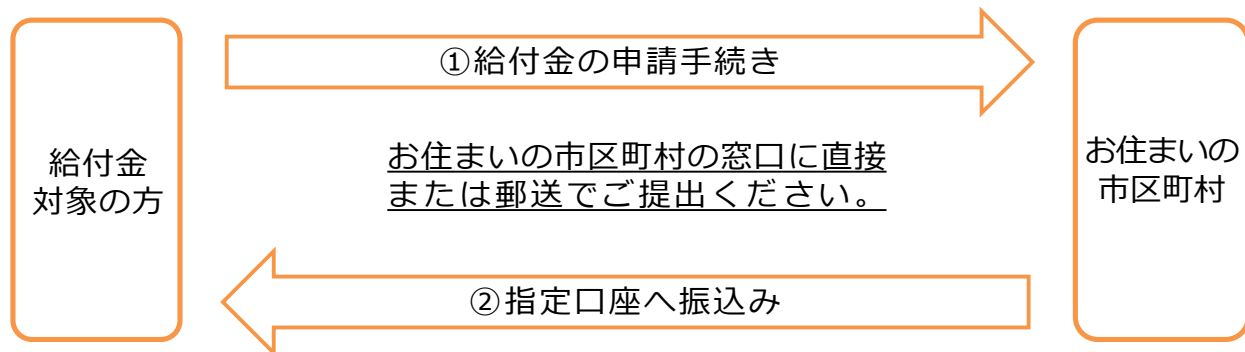 ①給付金の申請手続き
給付金
対象の方
お住まいの市区町村の窓口に直接
または郵送でご提出ください。
お住まいの
市区町村
②指定口座へ振込み